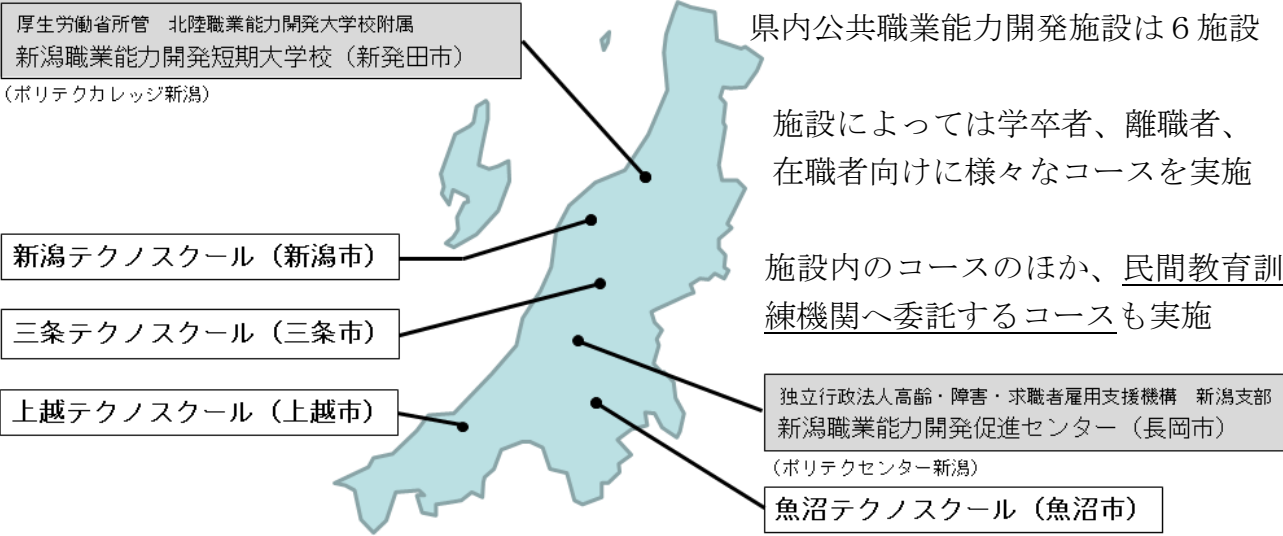 厚生労働省所管　北陸職業能力開発大学校附属
新潟職業能力開発短期大学校（新発田市）
（ポリテクカレッジ新潟）
新潟テクノスクール（新潟市）
三条テクノスクール（三条市）
上越テクノスクール（上越市）
県内公共職業能力開発施設は６施設
施設によっては学卒者、離職者、
在職者向けに様々なコースを実施
施設内のコースのほか、民間教育訓
練機関へ委託するコースも実施
独立行政法人高齢・障害・求職者雇用支援機構　新潟支部
新潟職業能力開発促進センター（長岡市）
（ポリテクセンター新潟）
魚沼テクノスクール（魚沼市）